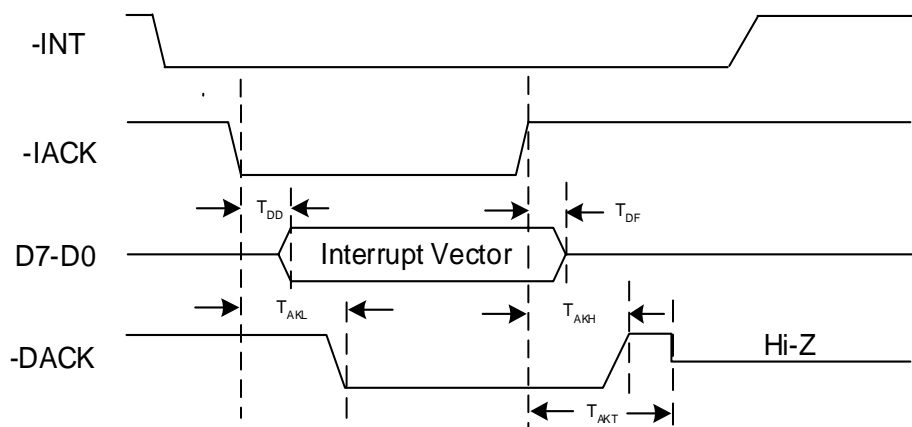 -INT
-IACK
T_DD
T_DF
D7-D0
Interrupt Vector
T_AKL
T_AKH
-DACK
Hi-Z
T_AKT